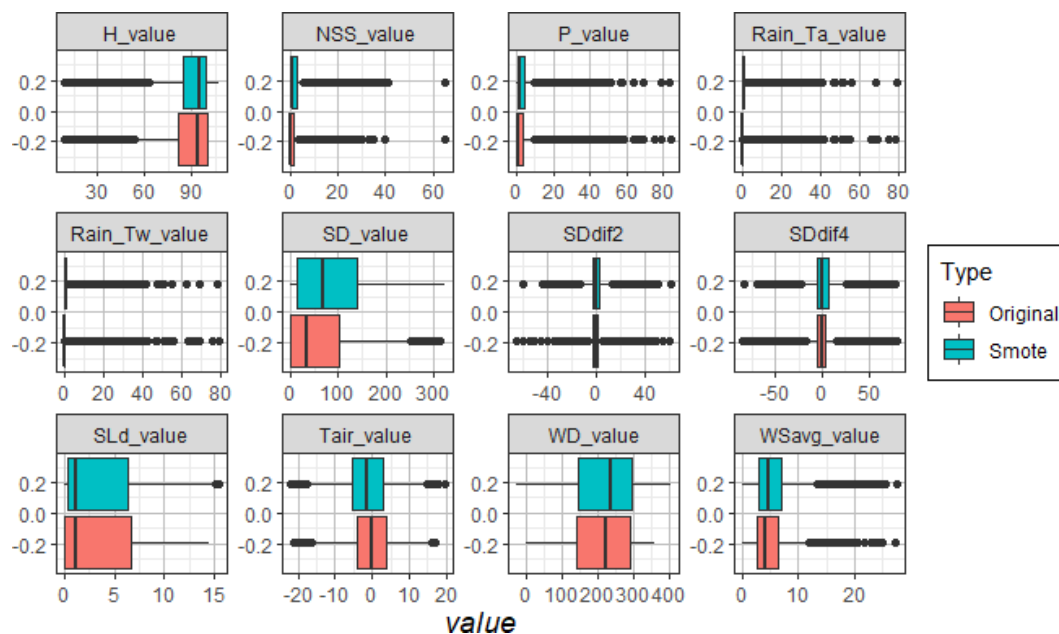 H_value NSS_value P_value Rain_Ta_value
0.2 0.2 0.2 0.2
0.0 0.0 0.0 0.0
-0.2 -0.2 -0.2 -0.2
30 60 90 0 20 40 60 0 20 40 60 80 0 20 40 60 80
Rain_Tw_value SD_value SDdif2 SDdif4
0.2 0.2 0.2 0.2
0.0 0.0 0.0 0.0
-0.2 -0.2 -0.2 -0.2
0 20 40 60 80 0 100 200 300 -40 0 40 -50 0 50
SLd_value Tair_value WD_value WSavg_value
0.2 0.2 0.2 0.2
0.0 0.0 0.0 0.0
-0.2 -0.2 -0.2 -0.2
0 5 10 15 -20 -10 0 10 20 0 100 200 300 400 0 10 20
value
Type
Original
Smote